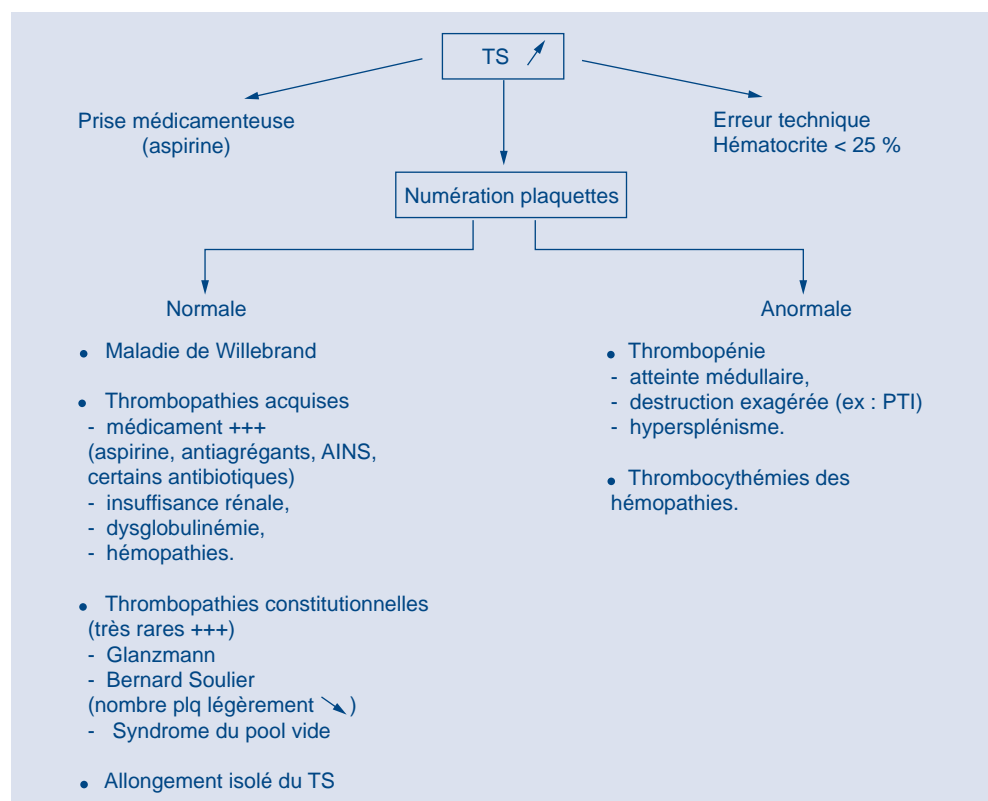 TS ↗
Prise médicamenteuse
(aspirine)
Erreur technique
Hématocrite < 25 %
Numération plaquettes
Normale
• Maladie de Willebrand
• Thrombopathies acquises
- médicament +++
(aspirine, antiagrégants, AINS,
certains antibiotiques)
- insuffisance rénale,
- dysglobulinémie,
- hémopathies.
• Thrombopathies constitutionnelles
(très rares +++)
- Glanzmann
- Bernard Soulier
(nombre plq légèrement ↘)
- Syndrome du pool vide
• Allongement isolé du TS
Anormale
• Thrombopénie
- atteinte médullaire,
- destruction exagérée (ex : PTI)
- hypersplénisme.
• Thrombocythémies des
hémopathies.